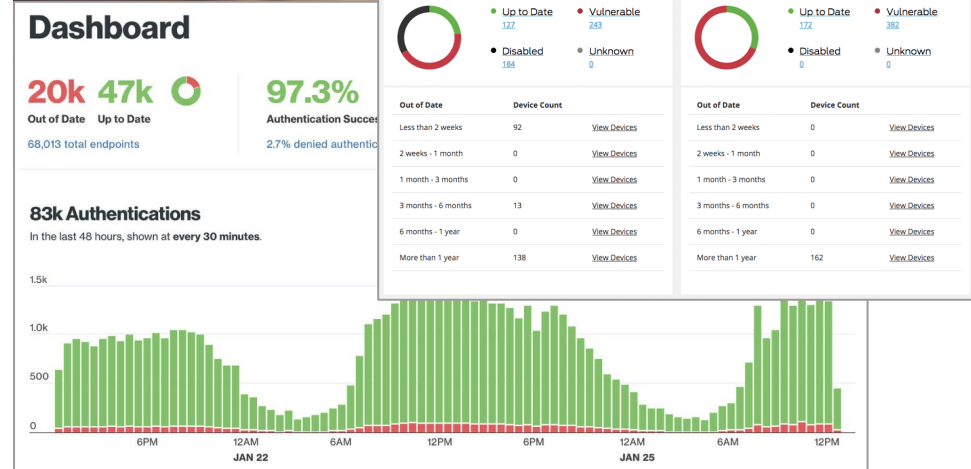 Dashboard
20k 47k
Out of Date Up to Date
68,013 total endpoints
97.3%
Authentication
2.7% denied
83k Authentications
In the last 48 hours, shown at every 30 minutes.
1.5k
1.0k
500
0
6PM 12AM 6AM 12PM 6PM 12AM 6AM 12PM
JAN 22 JAN 25
Up to Date Vulnerable
127 243
Disabled Unknown
184 0
Out of Date Device Count
Less than 2 weeks 92 View Devices
2 weeks - 1 month 0 View Devices
1 month - 3 months 0 View Devices
3 months - 6 months 13 View Devices
6 months - 1 year 0 View Devices
More than 1 year 138 View Devices
Up to Date Vulnerable
172 382
Disabled Unknown
0 0
Out of Date Device Count
Less than 2 weeks 0 View Devices
2 weeks - 1 month 0 View Devices
1 month - 3 months 0 View Devices
3 months - 6 months 0 View Devices
6 months - 1 year 0 View Devices
More than 1 year 162 View Devices